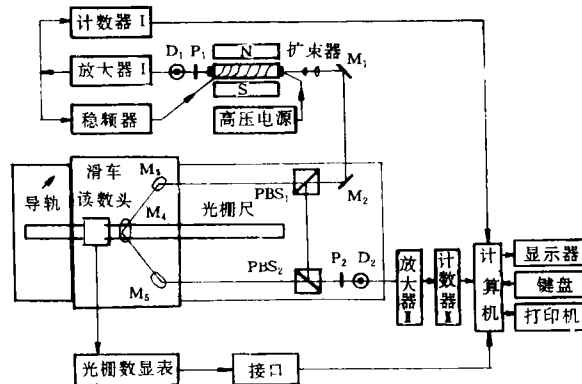 计数器 I
放大器 I
稳频器
D₁ P₁
N
S
扩束器
M₁
高压电源
滑车
导轨
该数头
M₃
M₄
M₅
光栅尺
PBS₁
M₂
PBS₂
P₂ D₂
放大器 II
计数器 II
计算机
显示器
键盘
打印机
光栅数显表
接口